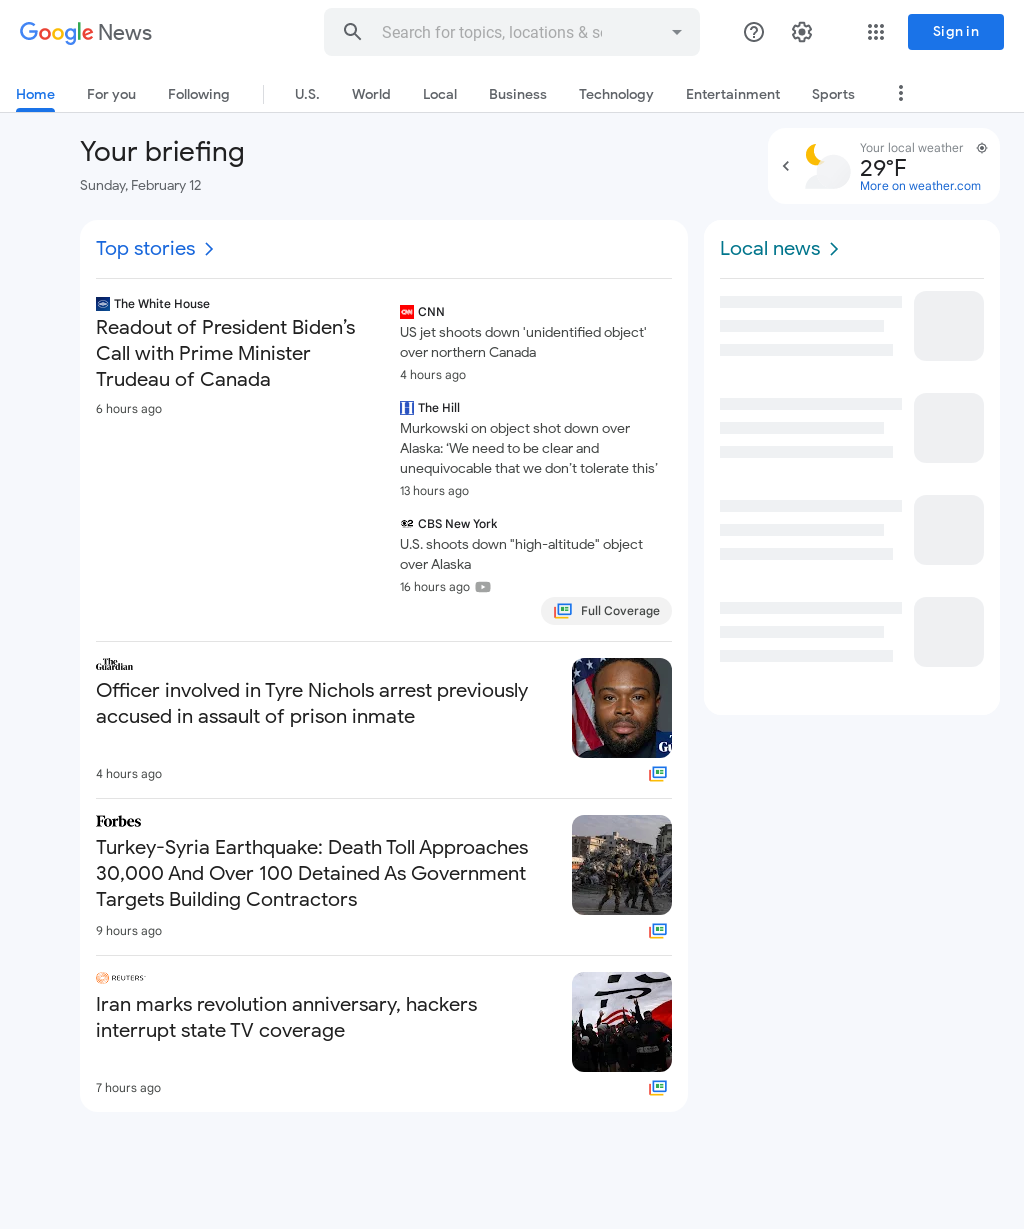 Google News
Search for topics, locations & s
Sign in
Home
For you
Following
U.S.
World
Local
Business
Technology
Entertainment
Sports
Your briefing
Sunday, February 12
Your local weather
29°F
More on weather.com
Top stories
The White House
Readout of President Biden’s
Call with Prime Minister
Trudeau of Canada
6 hours ago
CNN
US jet shoots down 'unidentified object'
over northern Canada
4 hours ago
The Hill
Murkowski on object shot down over
Alaska: ‘We need to be clear and
unequivocable that we don’t tolerate this’
13 hours ago
CBS New York
U.S. shoots down "high-altitude" object
over Alaska
16 hours ago
Full Coverage
The
Guardian
Officer involved in Tyre Nichols arrest previously
accused in assault of prison inmate
4 hours ago
Forbes
Turkey-Syria Earthquake: Death Toll Approaches
30,000 And Over 100 Detained As Government
Targets Building Contractors
9 hours ago
REUTERS
Iran marks revolution anniversary, hackers
interrupt state TV coverage
7 hours ago
Local news